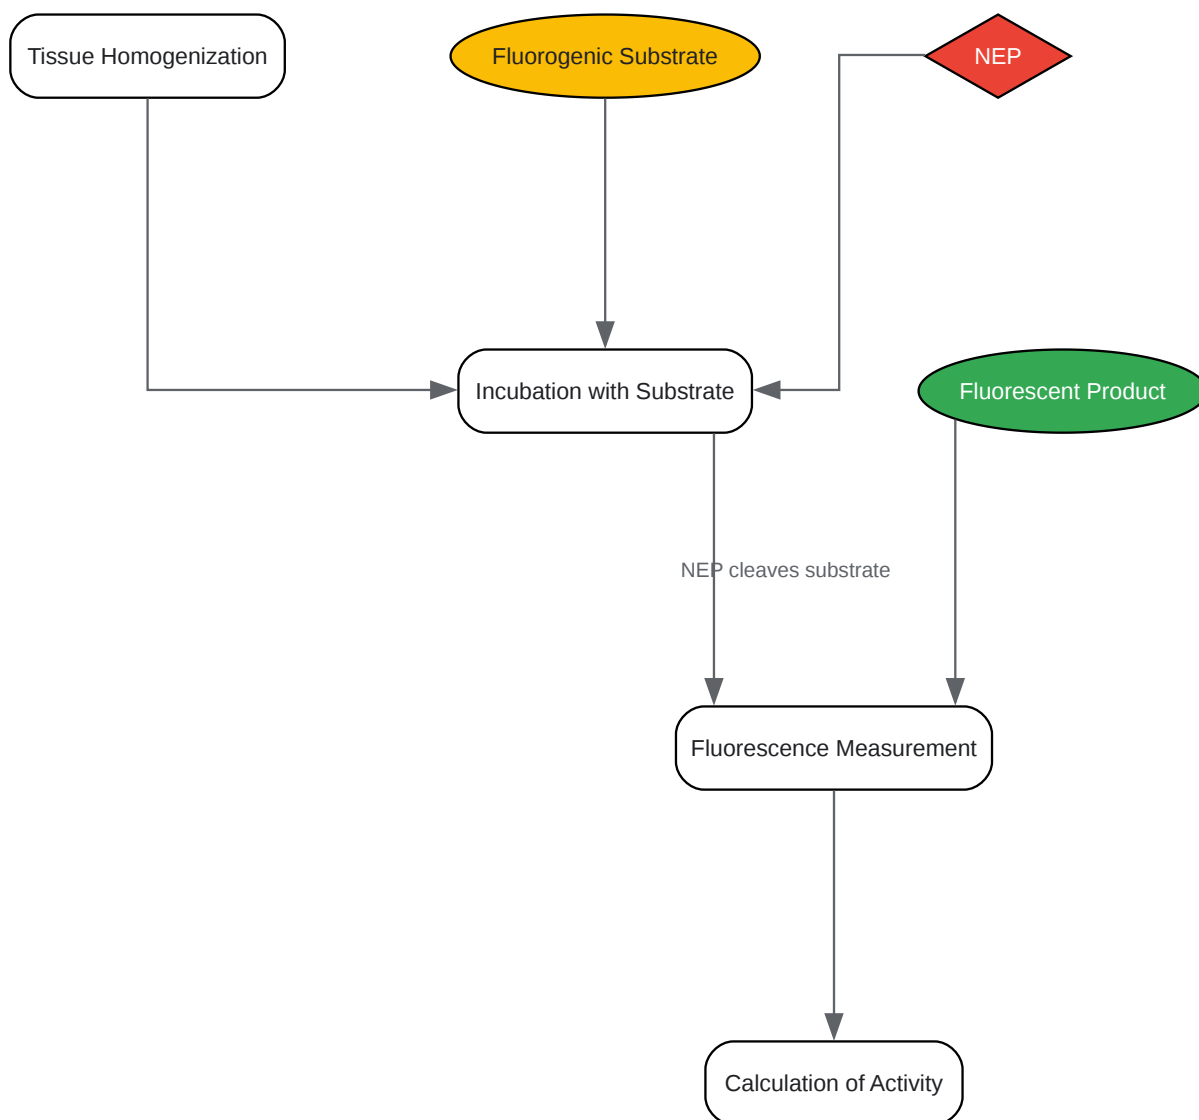 Tissue Homogenization
Fluorogenic Substrate
NEP
Incubation with Substrate
Fluorescent Product
NEP cleaves substrate
Fluorescence Measurement
Calculation of Activity